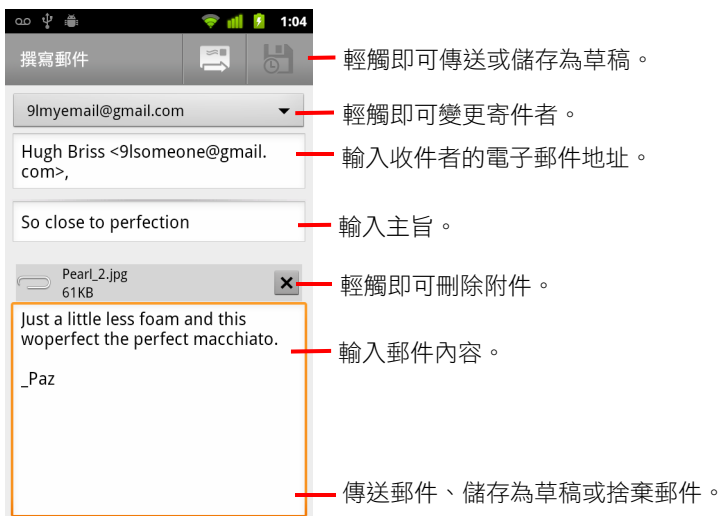 1:04
撰寫郵件
輕觸即可傳送或儲存為草稿。
9lmyemail@gmail.com
輕觸即可變更寄件者。
Hugh Briss <9lsomeone@gmail.
com>,
輸入收件者的電子郵件地址。
So close to perfection
輸入主旨。
Pearl_2.jpg
61KB
輕觸即可刪除附件。
Just a little less foam and this
woperfect the perfect macchiato.
輸入郵件內容。
_Paz
傳送郵件、儲存為草稿或捨棄郵件。